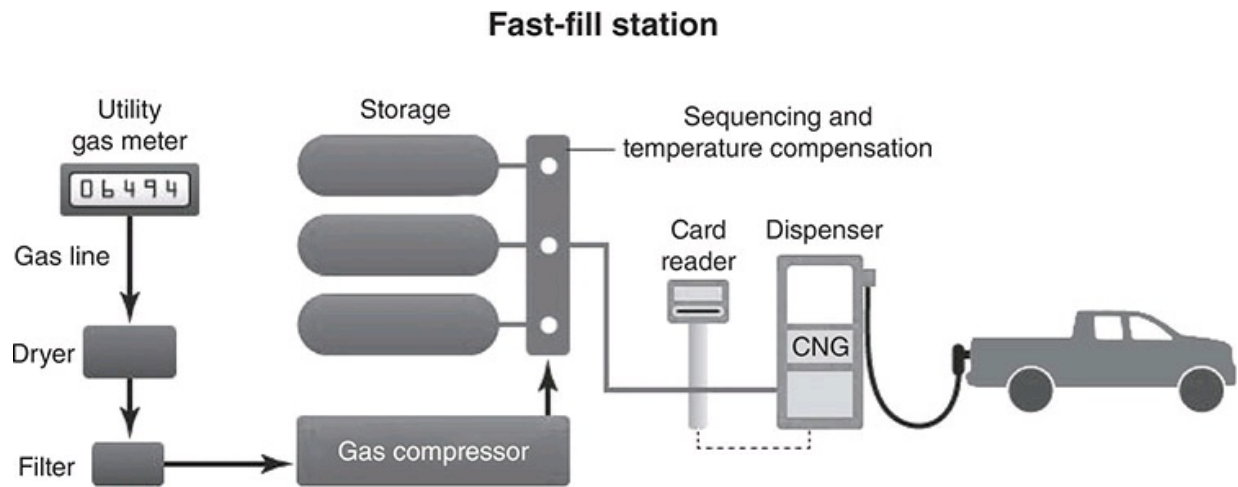 Fast-fill station
Utility
gas meter
06494
Gas line
Dryer
Filter
Storage
Gas compressor
Sequencing and
temperature compensation
Card
reader
Dispenser
CNG